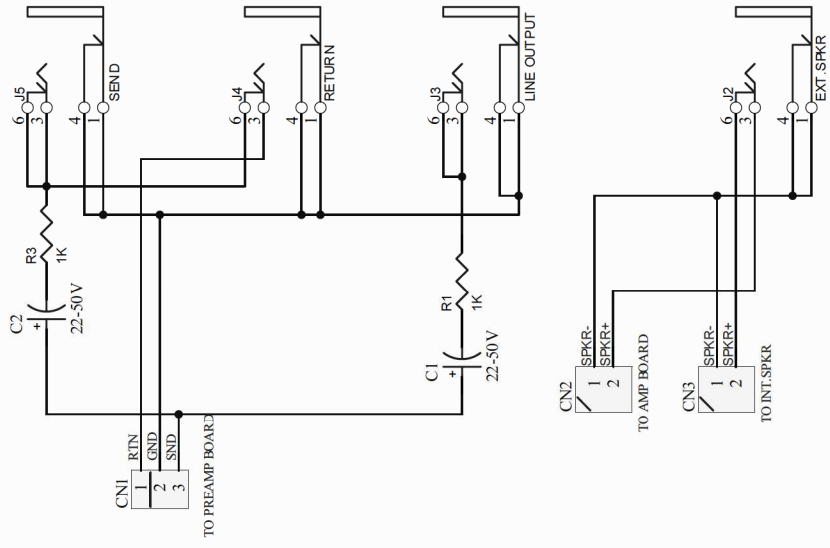 J5
SEND
6
3
4
1
J4
RETURN
6
3
4
1
J3
LINE OUTPUT
6
3
4
1
J2
EXT.SPKR
6
3
4
1
R3
1K
C2
+
22-50V
R1
1K
C1
+
22-50V
RTN
GND
SND
CN1
1
2
3
TO PREAMP BOARD
SPKR-
SPKR+
CN2
1
2
TO AMP BOARD
SPKR-
SPKR+
CN3
1
2
TO INT.SPKR